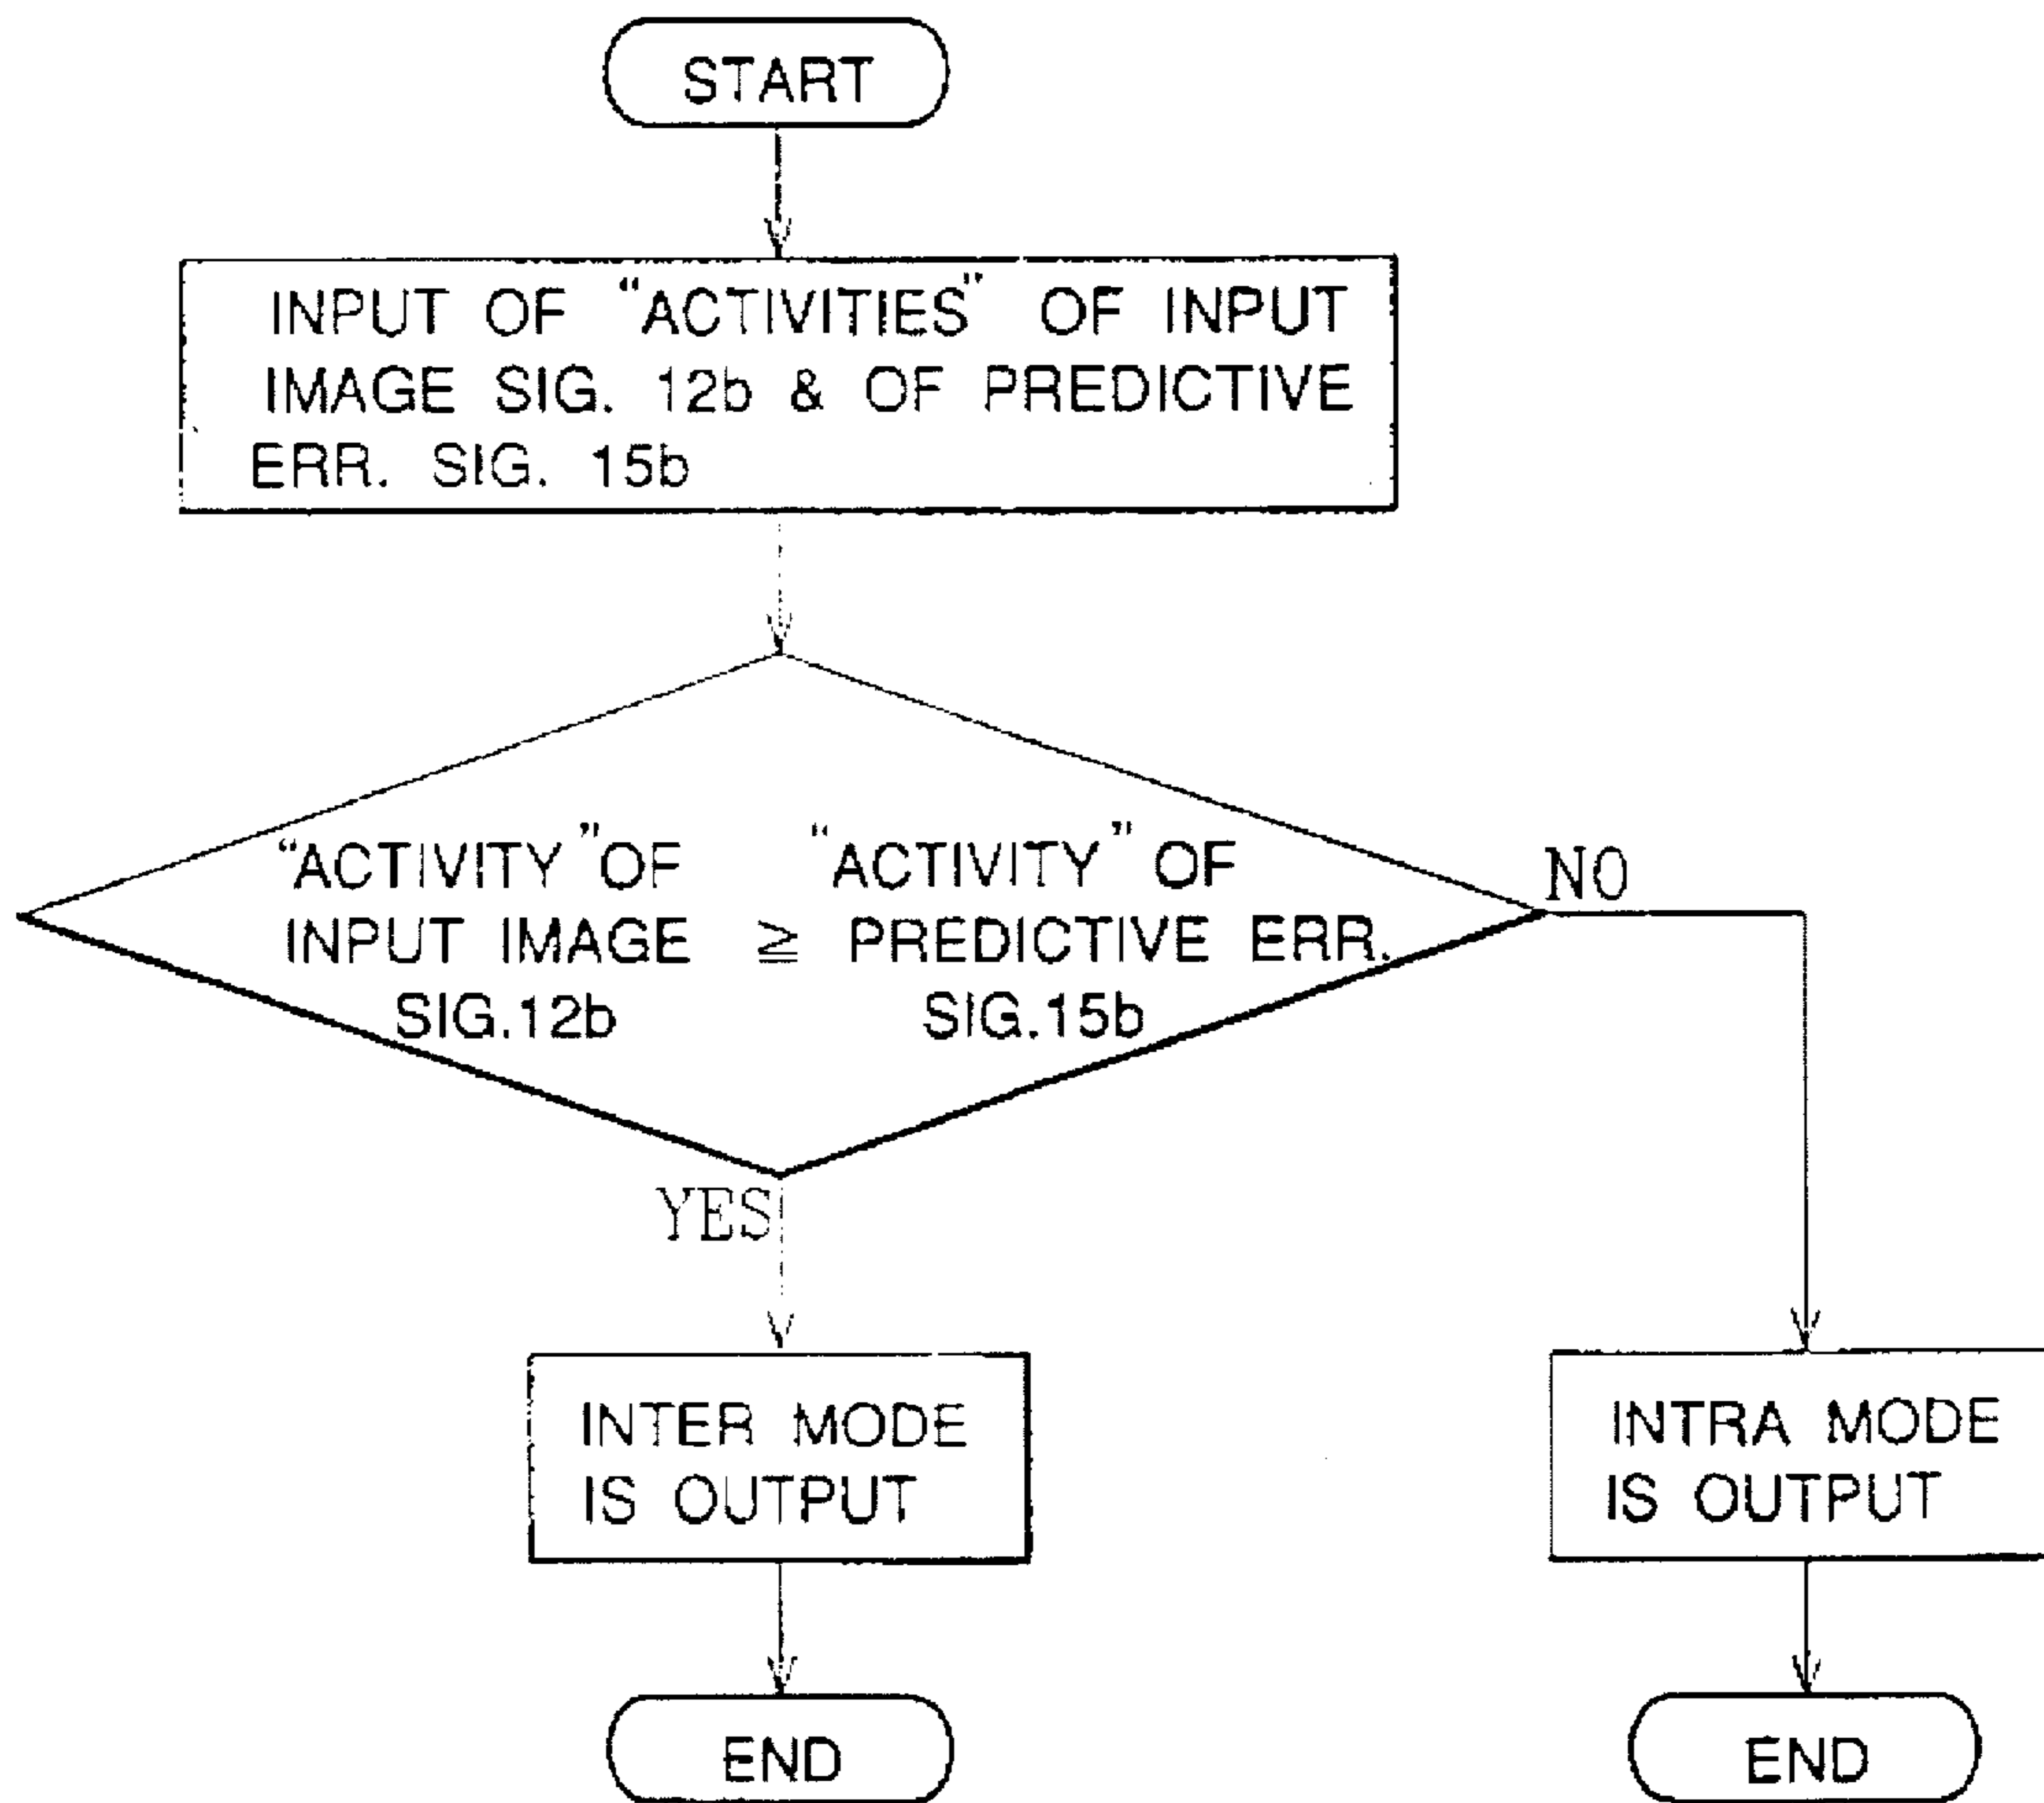 START
INPUT OF "ACTIVITIES" OF INPUT
IMAGE SIG. 12b & OF PREDICTIVE
ERR. SIG. 15b
"ACTIVITY" OF "ACTIVITY" OF
INPUT IMAGE ≧ PREDICTIVE ERR.
SIG.12b SIG.15b
NO
YES
INTER MODE
IS OUTPUT
INTRA MODE
IS OUTPUT
END
END